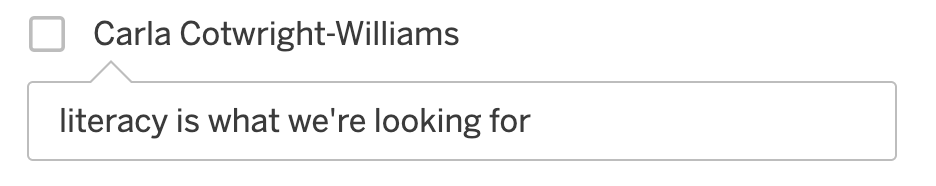 Carla Cotwright-Williams
literacy is what we're looking for